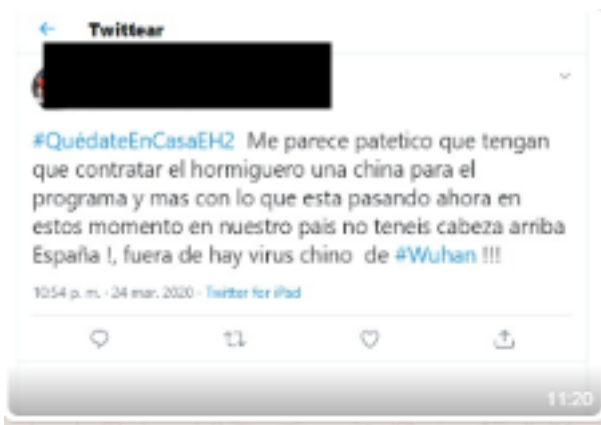 Twittear
#QuédateEnCasaEH2 Me parece patetico que tengan
que contratar el hormiguero una china para el
programa y mas con lo que esta pasando ahora en
estos momento en nuestro pais no teneis cabeza arriba
España !, fuera de hay virus chino de #Wuhan !!!
10:54 p. m. · 24 mar. 2020 · Twitter for iPad
11:20